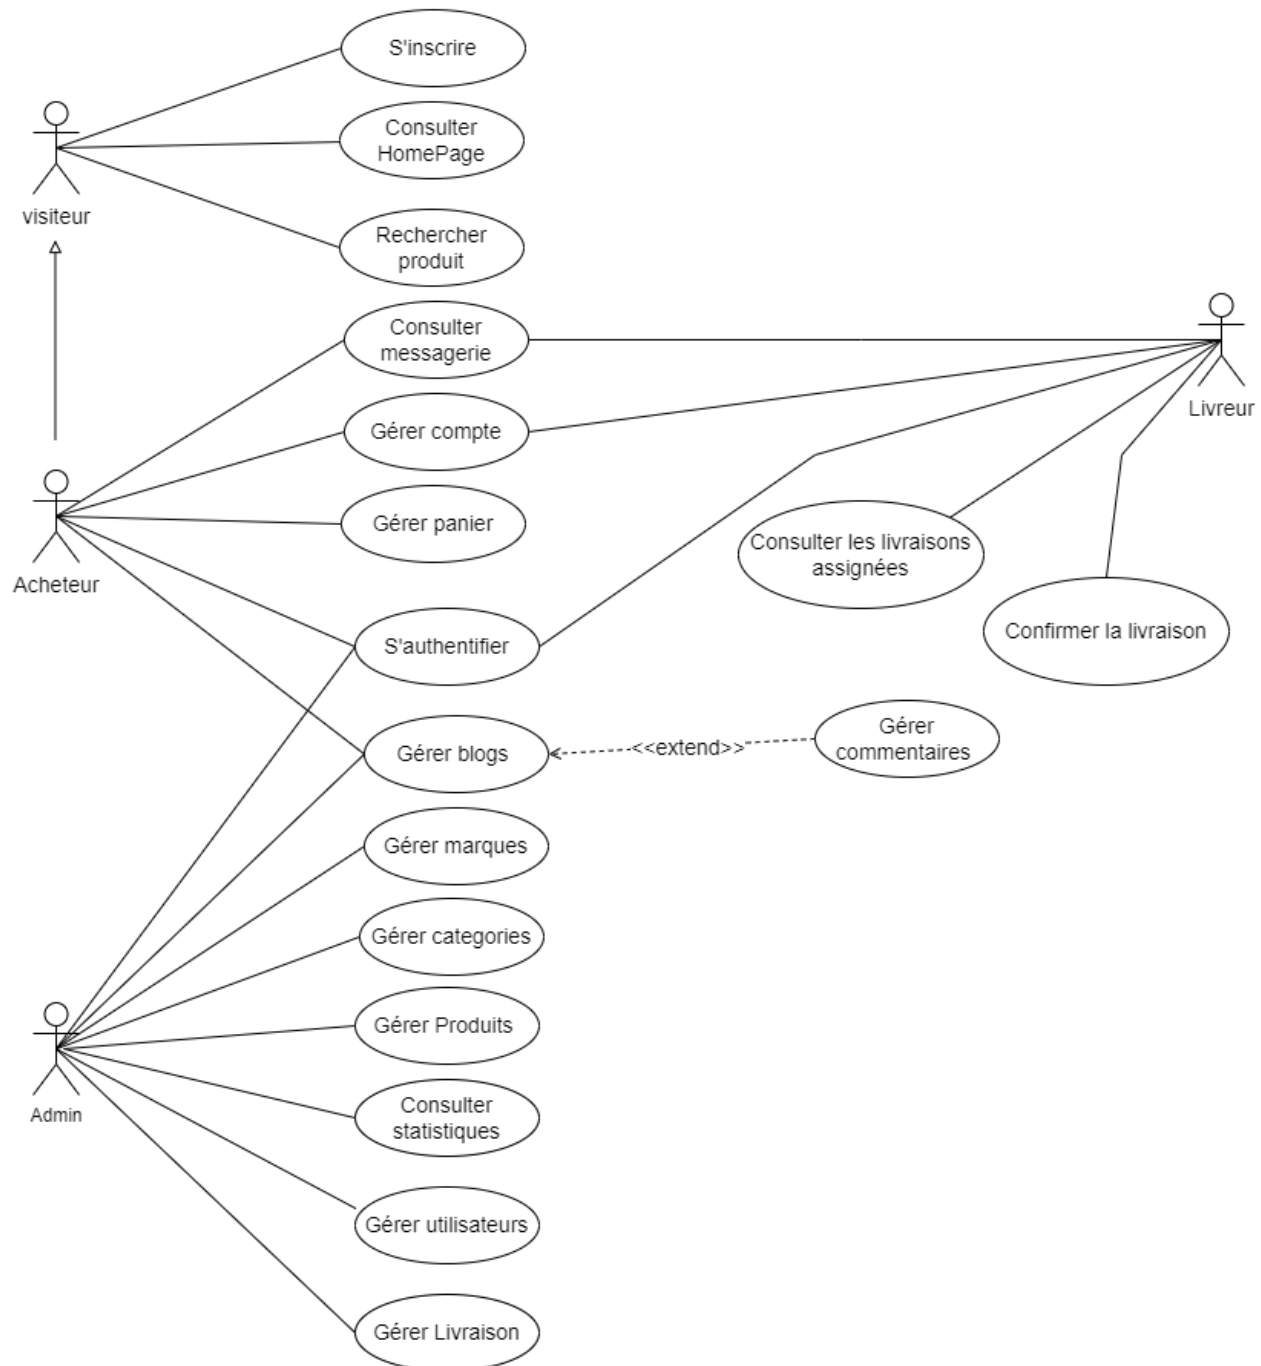 S'inscrire
Consulter
HomePage
visiteur
Rechercher
produit
Consulter
messagerie
Livreur
Gérer compte
Gérer panier
Acheteur
Consulter les livraisons
assignées
Confirmer la livraison
S'authentifier
Gérer blogs
<<extend>>
Gérer
commentaires
Gérer marques
Gérer categories
Gérer Produits
Admin
Consulter
statistiques
Gérer utilisateurs
Gérer Livraison